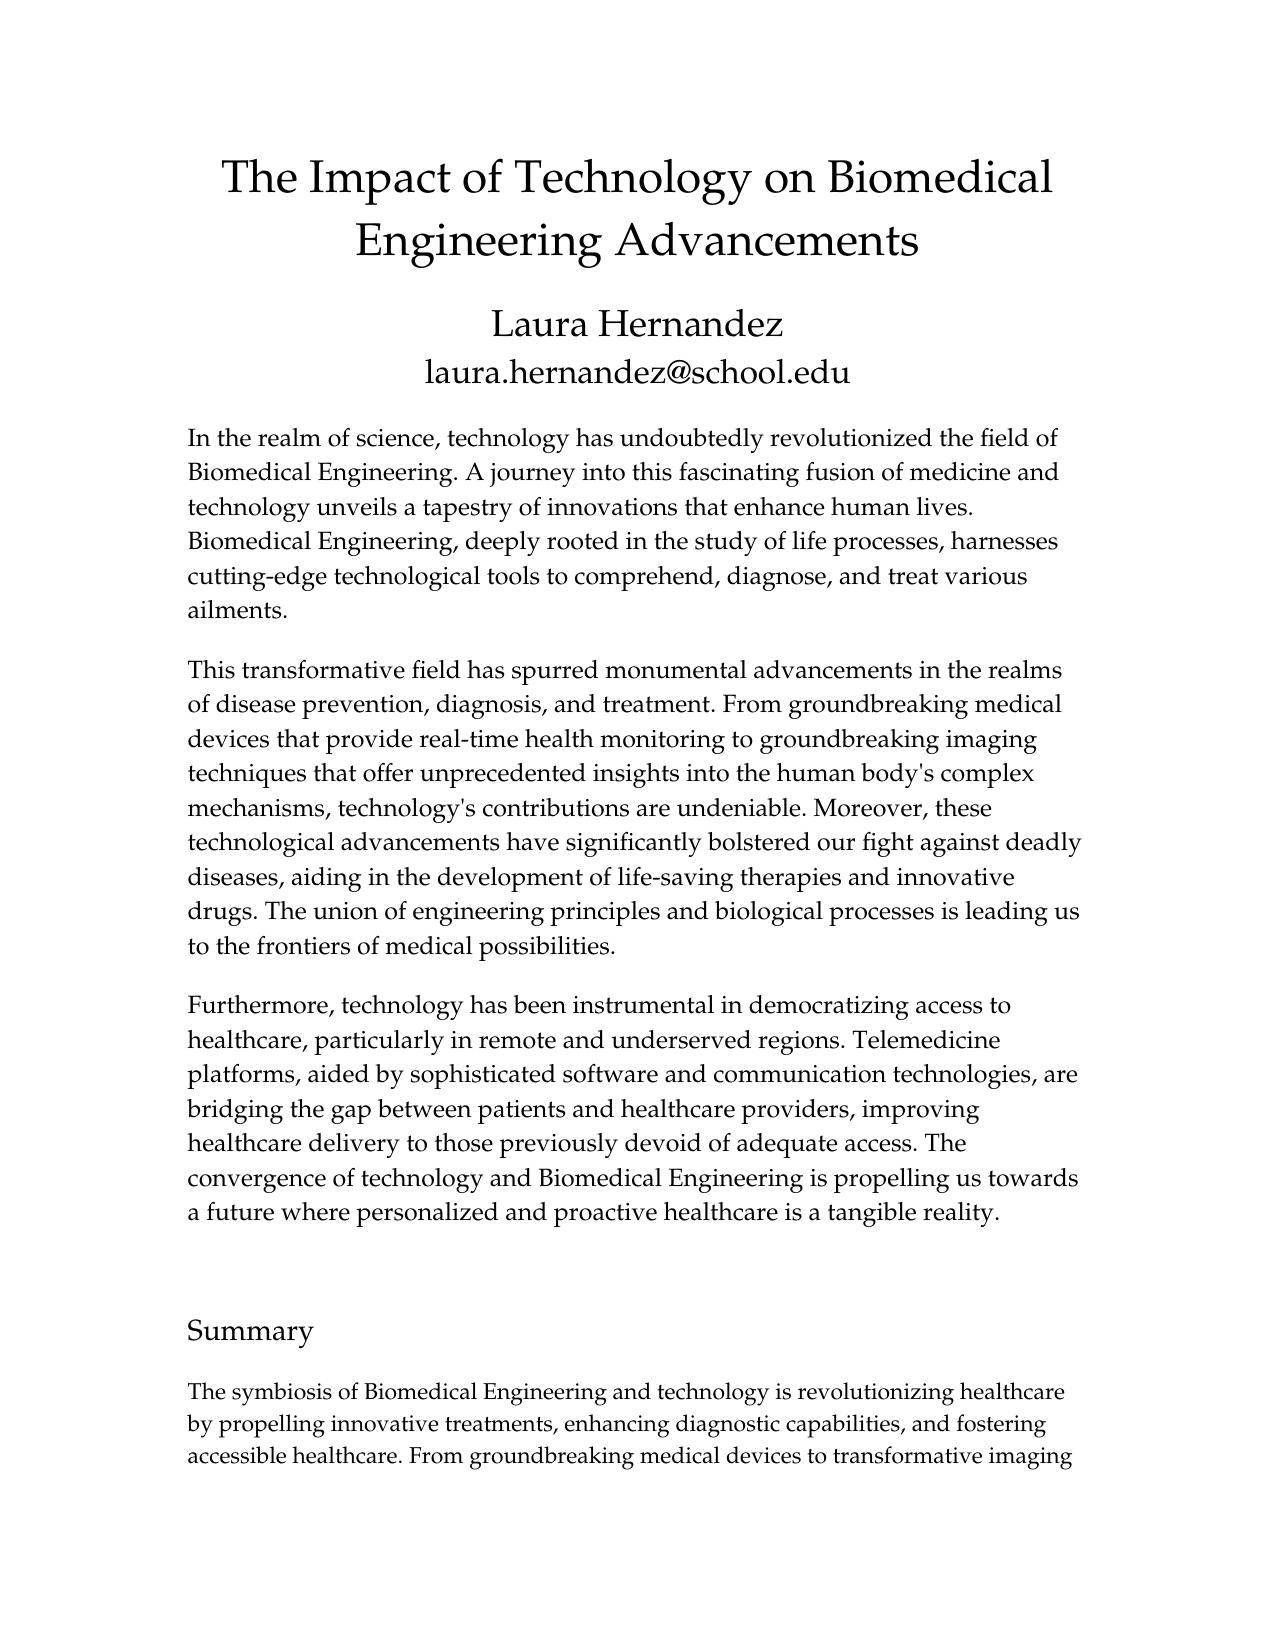 The Impact of Technology on Biomedical
Engineering Advancements
Laura Hernandez
laura.hernandez@school.edu
In the realm of science, technology has undoubtedly revolutionized the field of
Biomedical Engineering. A journey into this fascinating fusion of medicine and
technology unveils a tapestry of innovations that enhance human lives.
Biomedical Engineering, deeply rooted in the study of life processes, harnesses
cutting-edge technological tools to comprehend, diagnose, and treat various
ailments.
This transformative field has spurred monumental advancements in the realms
of disease prevention, diagnosis, and treatment. From groundbreaking medical
devices that provide real-time health monitoring to groundbreaking imaging
techniques that offer unprecedented insights into the human body's complex
mechanisms, technology's contributions are undeniable. Moreover, these
technological advancements have significantly bolstered our fight against deadly
diseases, aiding in the development of life-saving therapies and innovative
drugs. The union of engineering principles and biological processes is leading us
to the frontiers of medical possibilities.
Furthermore, technology has been instrumental in democratizing access to
healthcare, particularly in remote and underserved regions. Telemedicine
platforms, aided by sophisticated software and communication technologies, are
bridging the gap between patients and healthcare providers, improving
healthcare delivery to those previously devoid of adequate access. The
convergence of technology and Biomedical Engineering is propelling us towards
a future where personalized and proactive healthcare is a tangible reality.
Summary
The symbiosis of Biomedical Engineering and technology is revolutionizing healthcare
by propelling innovative treatments, enhancing diagnostic capabilities, and fostering
accessible healthcare. From groundbreaking medical devices to transformative imaging